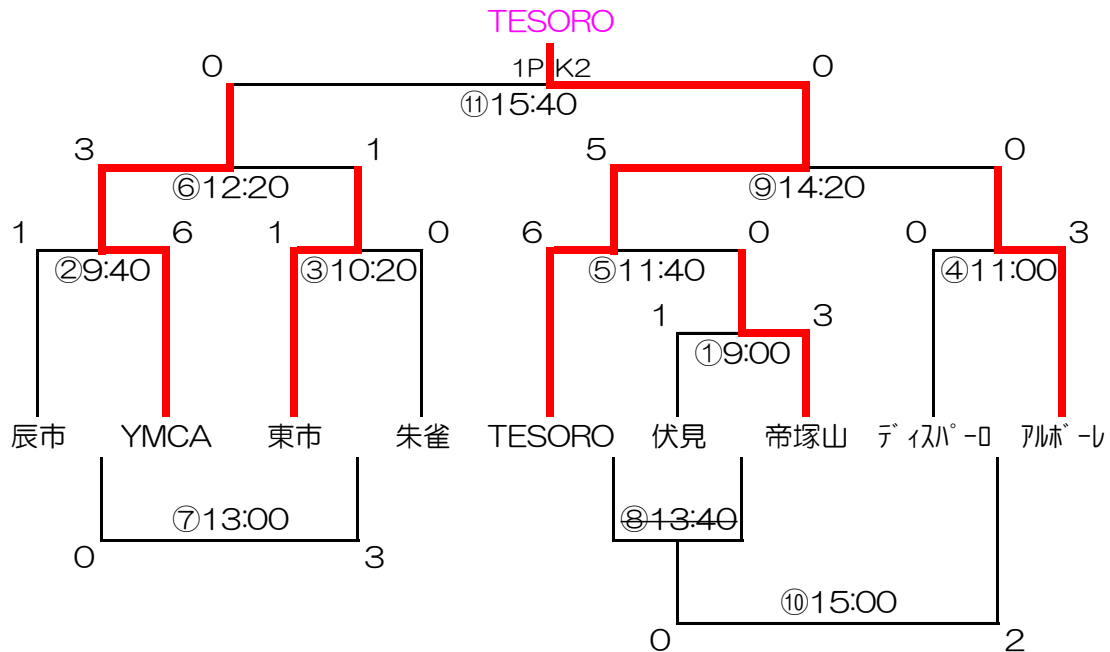 TESORO
0 1PK2 0
⑪15:40
3 1 5 0
⑥12:20 ⑨14:20
1 6 1 0 6 0 0 3
②9:40 ③10:20 ⑤11:40 ④11:00
1 3
①9:00
辰市 YMCA 東市 朱雀 TESORO 伏見 帝塚山 ディスパーロ アルボーレ
⑦13:00 ⑧13:40
0 3
⑩15:00
0 2